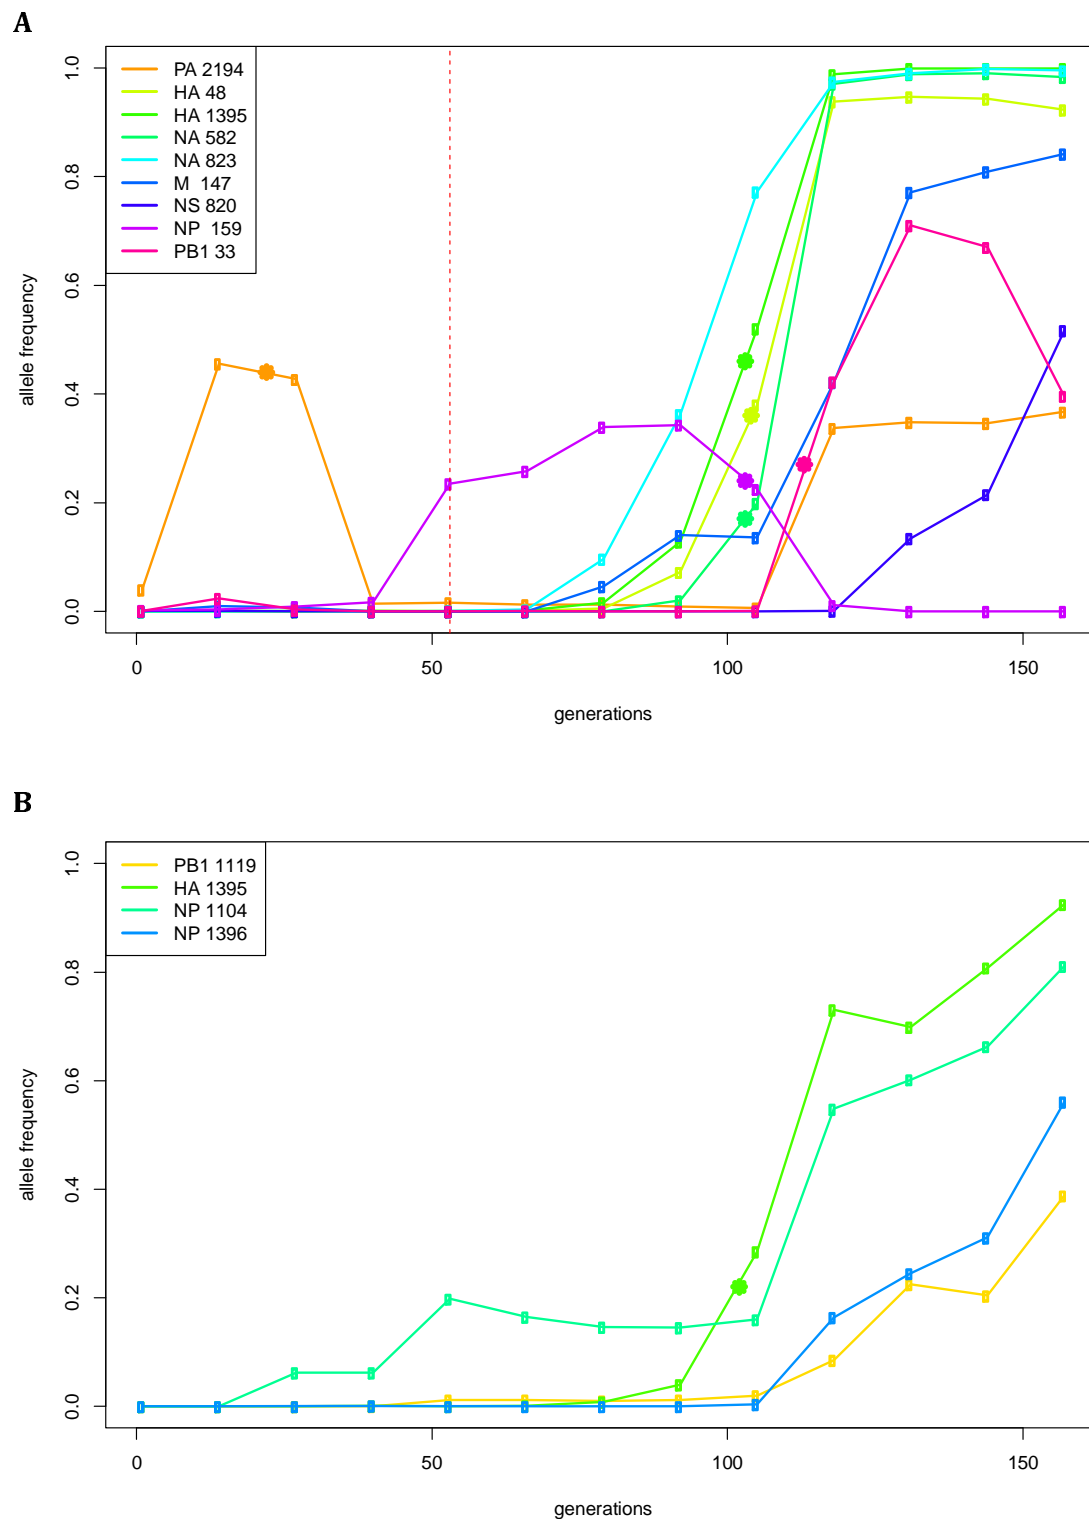 A
PA 2194
HA 48
HA 1395
NA 582
NA 823
M 147
NS 820
NP 159
PB1 33
1.0
0.8
0.6
0.4
0.2
0.0
allele frequency
0 50 100 150
generations
B
PB1 1119
HA 1395
NP 1104
NP 1396
1.0
0.8
0.6
0.4
0.2
0.0
allele frequency
0 50 100 150
generations